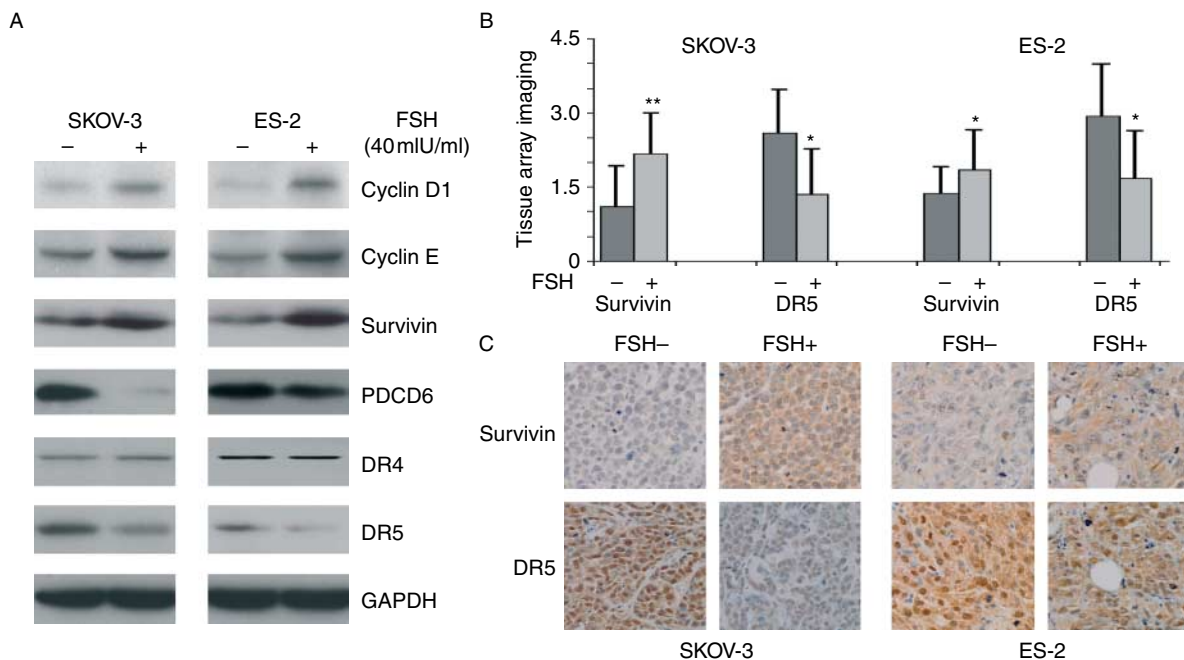 A
SKOV-3 ES-2 FSH
– + – + (40 mIU/ml)
Cyclin D1
Cyclin E
Survivin
PDCD6
DR4
DR5
GAPDH
B
SKOV-3 ES-2
Tissue array imaging
4.5
3.0
1.5
0
** * * *
FSH – + – + – + – +
Survivin DR5 Survivin DR5
C
FSH– FSH+ FSH– FSH+
Survivin
DR5
SKOV-3 ES-2